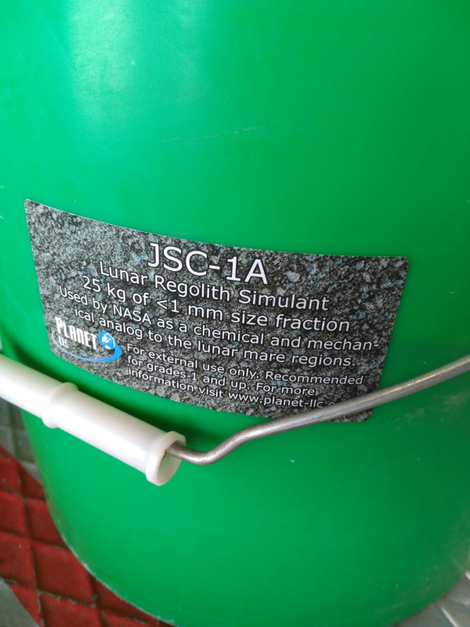 JSC-1A
Lunar Regolith Simulant
25 kg of <1 mm size fraction
Used by NASA as a chemical and mechan-
ical analog to the lunar mare regions.
PLANET
LLC
For external use only. Recommended
for grades 1 and up. For more
information visit www.planet-llc